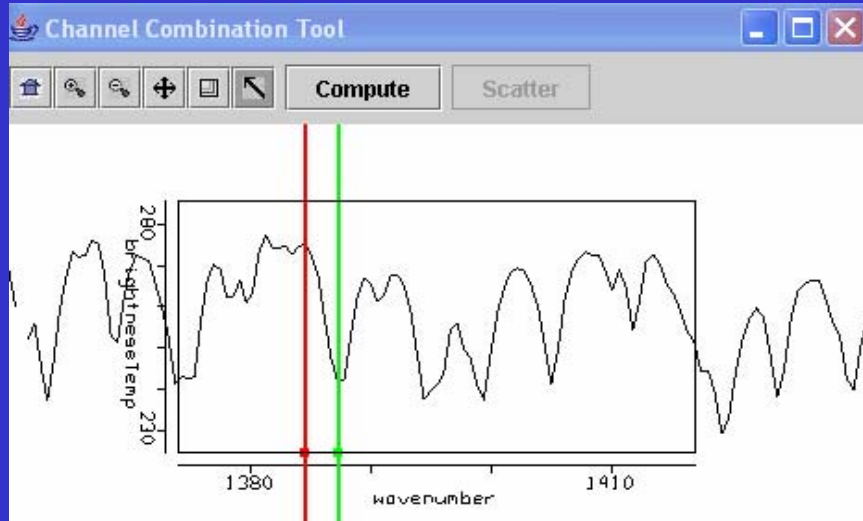 Channel Combination Tool
Compute
Scatter
280
brightnessTemp
230
1380
1410
wavenumber